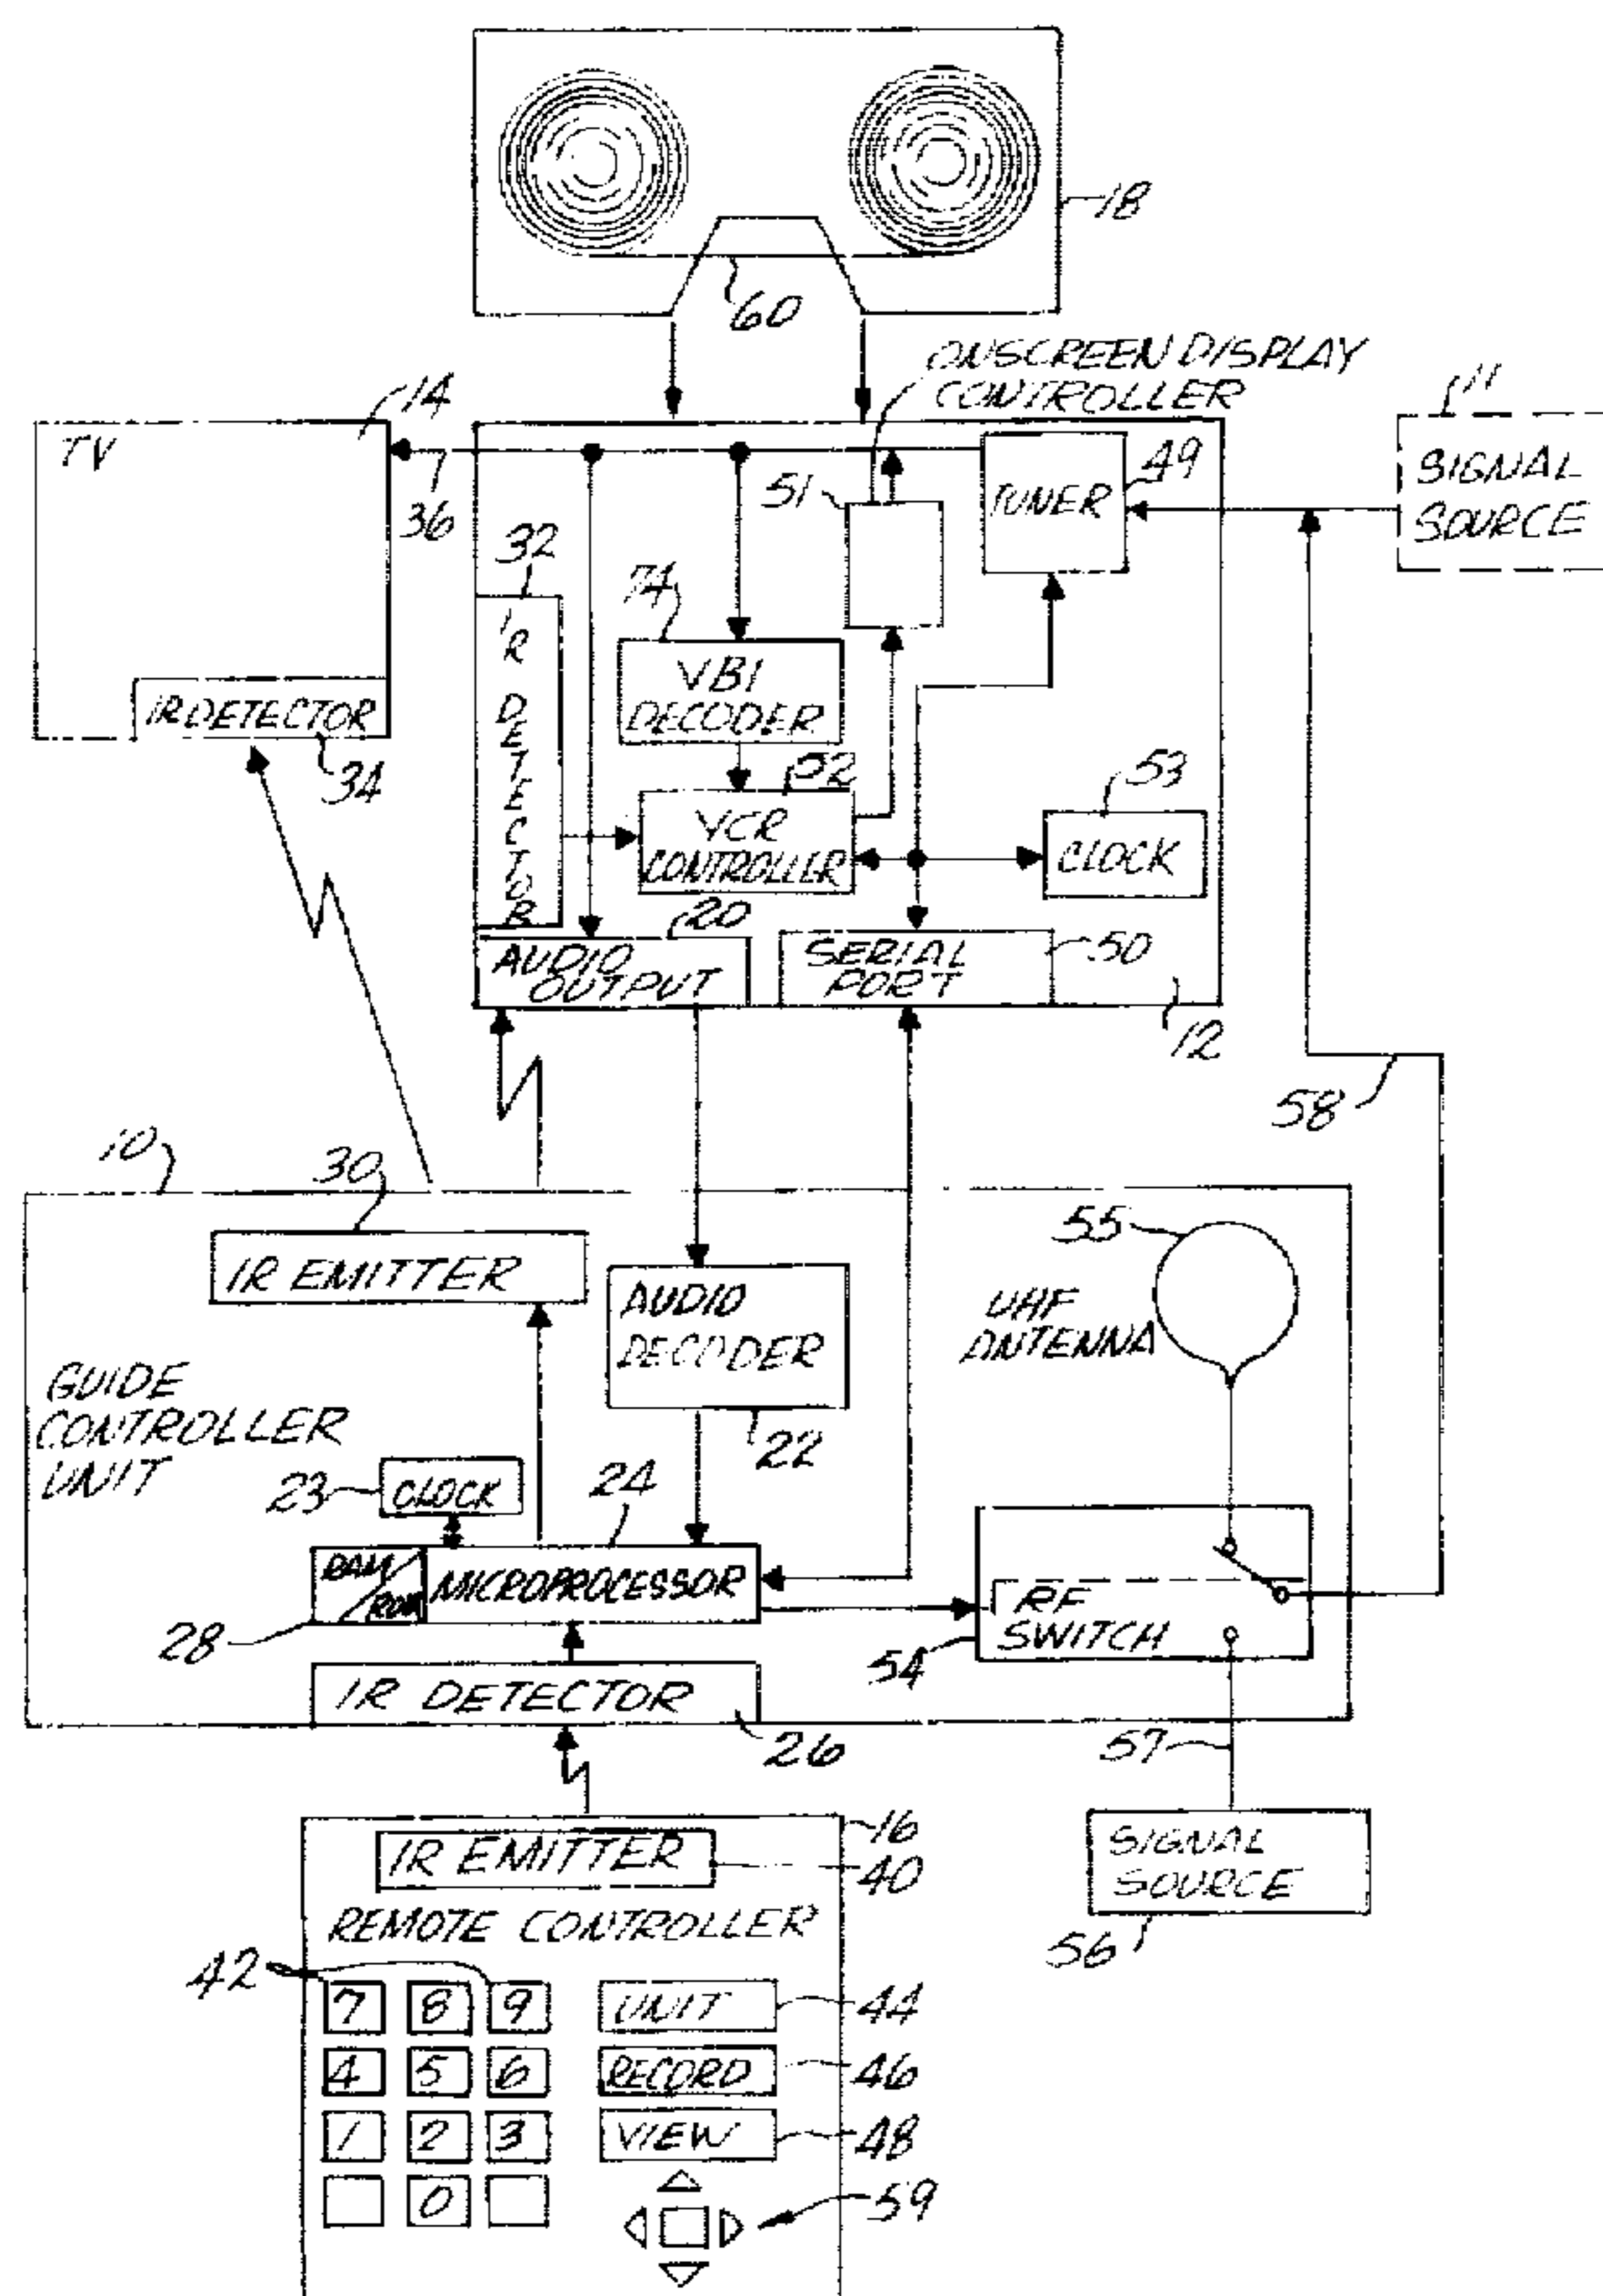 18
60
ONSCREEN DISPLAY
CONTROLLER
11
14
TV
SIGNAL
SOURCE
49
TUNER
51
36
32
IR DETECTOR
74
VBI
DECODER
IR DETECTOR
34
52
VCR
CONTROLLER
53
CLOCK
20
AUDIO
OUTPUT
SERIAL
PORT
50
12
58
10
30
IR EMITTER
55
AUDIO
DECODER
UHF
ANTENNA
GUIDE
CONTROLLER
UNIT
22
23
CLOCK
24
RAM
/ROM
MICROPROCESSOR
28
RF
SWITCH
54
IR DETECTOR
26
57
16
IR EMITTER
40
SIGNAL
SOURCE
56
REMOTE CONTROLLER
42
7 8 9
UNIT
44
4 5 6
RECORD
46
1 2 3
VIEW
48
0
59